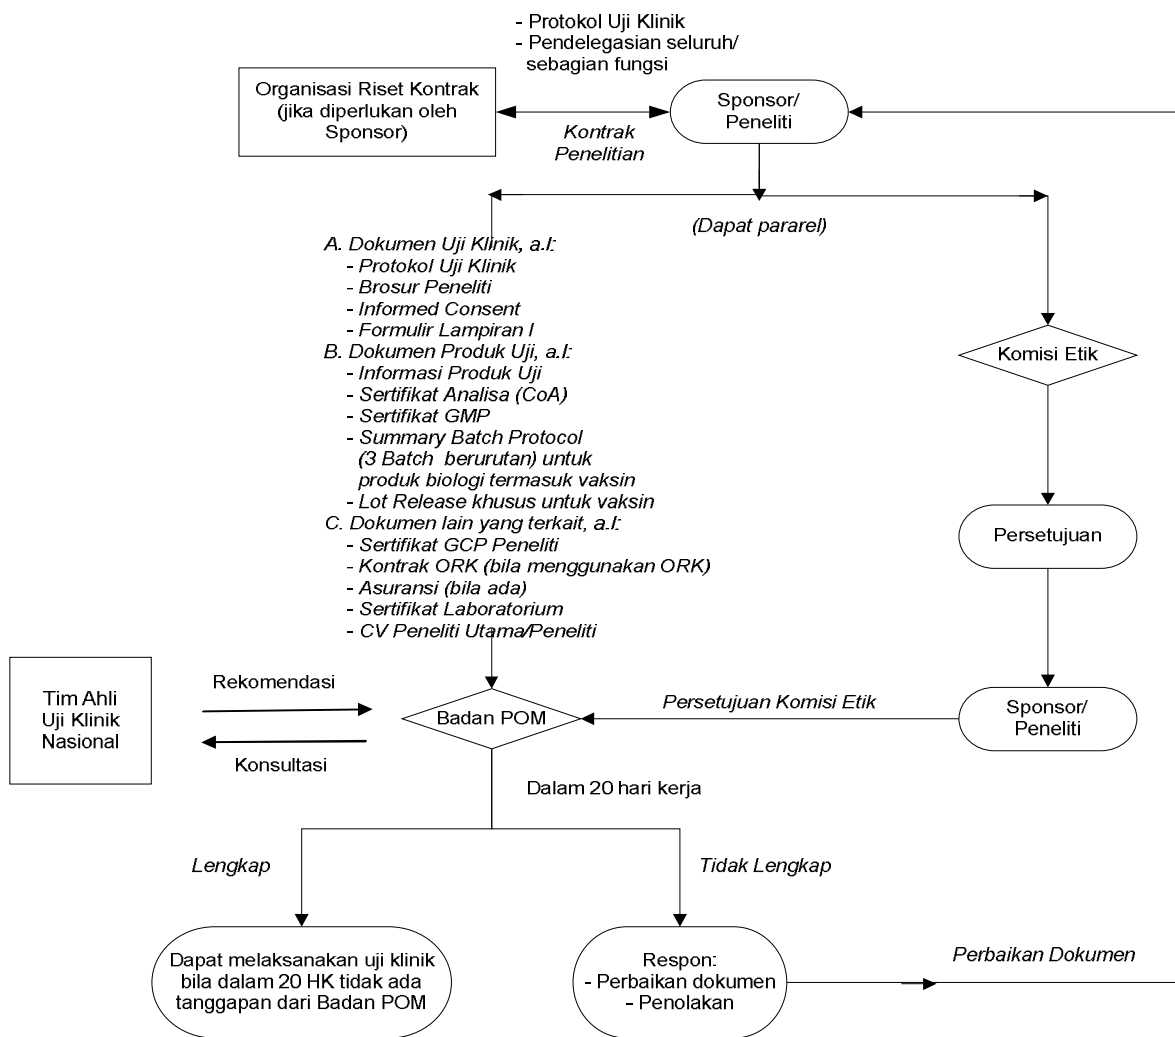 - Protokol Uji Klinik
- Pendelegasian seluruh/
sebagian fungsi
Organisasi Riset Kontrak
(jika diperlukan oleh
Sponsor)
Kontrak
Penelitian
Sponsor/
Peneliti
(Dapat pararel)
A. Dokumen Uji Klinik, a.l:
- Protokol Uji Klinik
- Brosur Peneliti
- Informed Consent
- Formulir Lampiran I
B. Dokumen Produk Uji, a.l:
- Informasi Produk Uji
- Sertifikat Analisa (CoA)
- Sertifikat GMP
- Summary Batch Protocol
(3 Batch berurutan) untuk
produk biologi termasuk vaksin
- Lot Release khusus untuk vaksin
C. Dokumen lain yang terkait, a.l:
- Sertifikat GCP Peneliti
- Kontrak ORK (bila menggunakan ORK)
- Asuransi (bila ada)
- Sertifikat Laboratorium
- CV Peneliti Utama/Peneliti
Komisi Etik
Persetujuan
Sponsor/
Peneliti
Persetujuan Komisi Etik
Tim Ahli
Uji Klinik
Nasional
Rekomendasi
Konsultasi
Badan POM
Dalam 20 hari kerja
Lengkap
Tidak Lengkap
Dapat melaksanakan uji klinik
bila dalam 20 HK tidak ada
tanggapan dari Badan POM
Respon:
- Perbaikan dokumen
- Penolakan
Perbaikan Dokumen